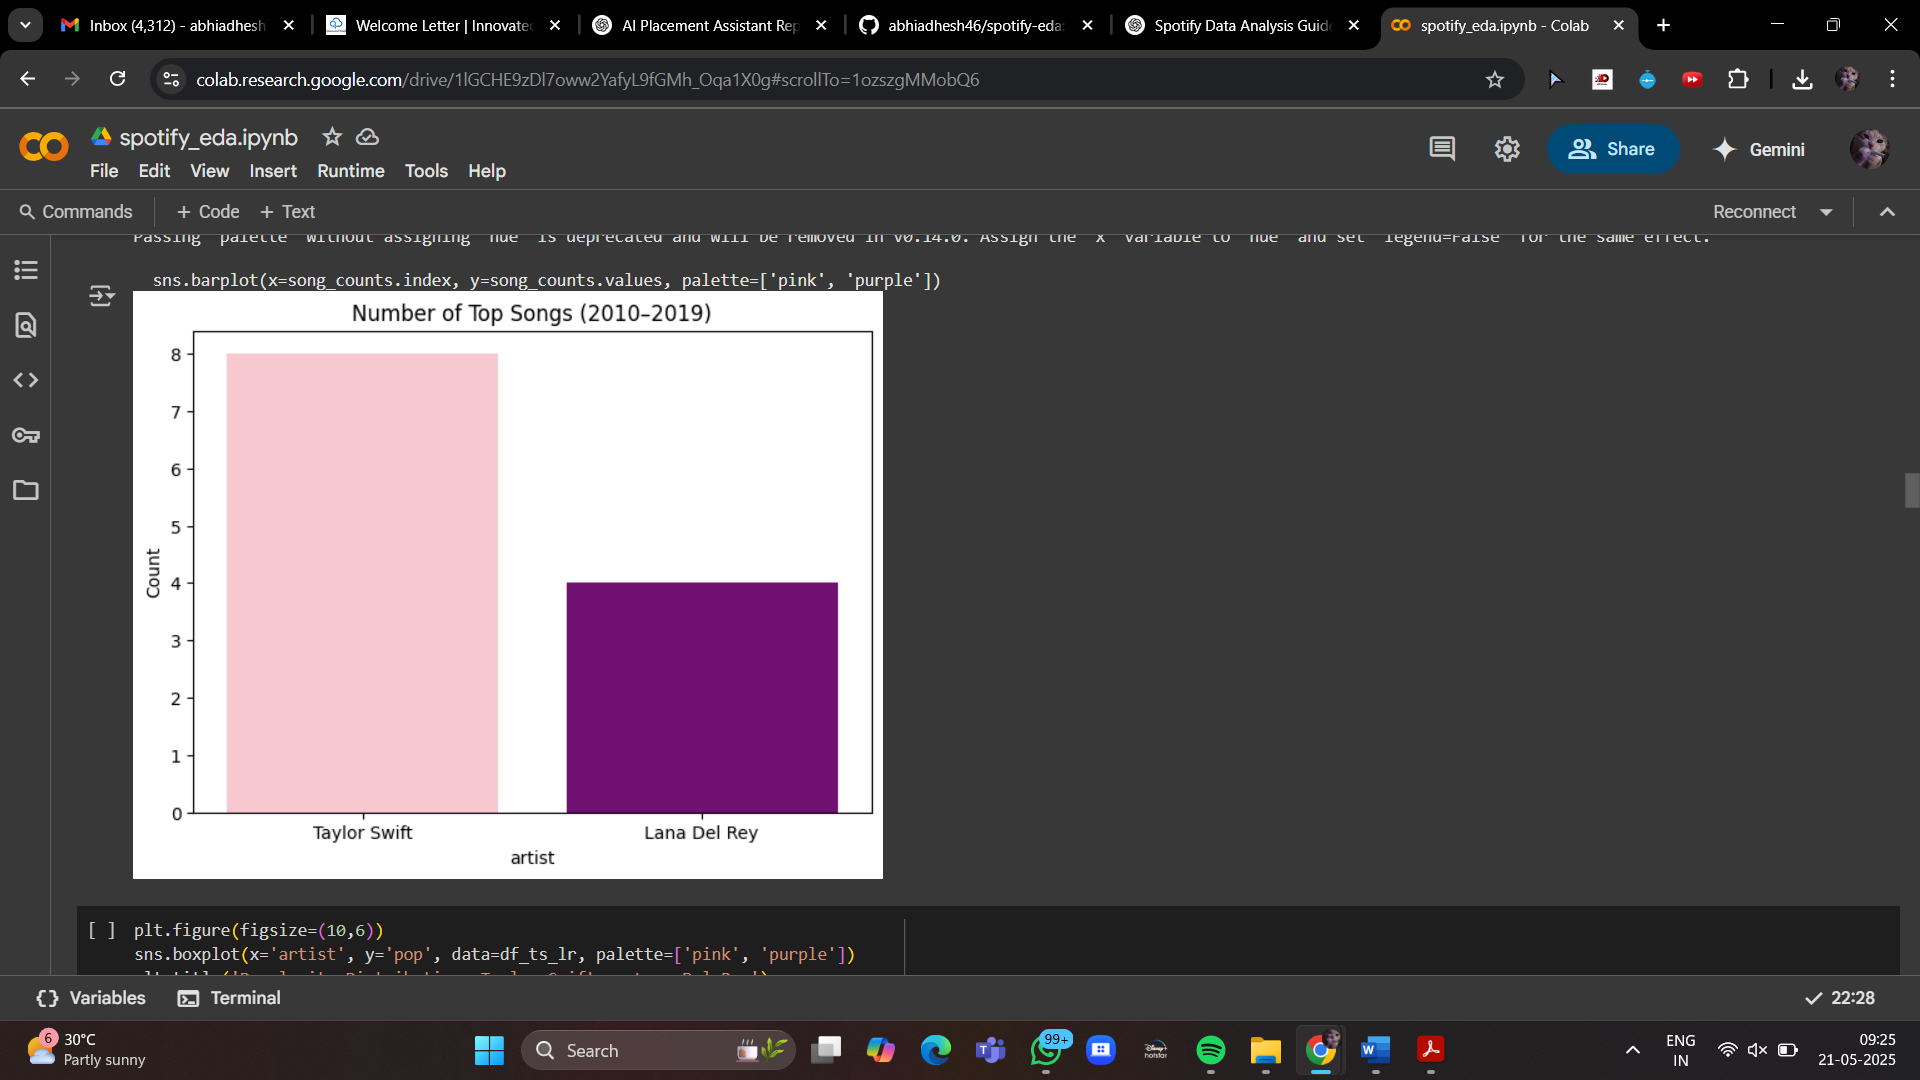 Inbox (4,312) - abhiadhesh
Welcome Letter | Innovate
AI Placement Assistant Rep
abhiadhesh46/spotify-eda:
Spotify Data Analysis Guide
spotify_eda.ipynb - Colab
colab.research.google.com/drive/1lGCHE9zDl7oww2YafyL9fGMh_Oqa1X0g#scrollTo=1ozszgMMobQ6
spotify_eda.ipynb
Share
Gemini
File Edit View Insert Runtime Tools Help
Commands + Code + Text
Reconnect
Passing `palette` without assigning `hue` is deprecated and will be removed in v0.14.0. Assign the `x` variable to `hue` and set `legend=False` for the same effect.
sns.barplot(x=song_counts.index, y=song_counts.values, palette=['pink', 'purple'])
Number of Top Songs (2010–2019)
8
7
6
5
4
3
2
1
0
Count
Taylor Swift Lana Del Rey
artist
[ ] plt.figure(figsize=(10,6))
sns.boxplot(x='artist', y='pop', data=df_ts_lr, palette=['pink', 'purple'])
Variables Terminal
22:28
6
30°C
Partly sunny
Search
99+
Disney+
hotstar
ENG
IN
09:25
21-05-2025